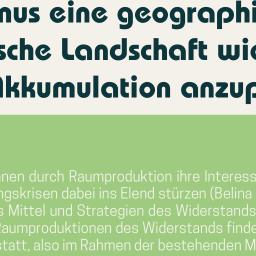 mus eine geographi
sche Landschaft wie
Akkumulation anzup
nen durch Raumproduktion ihre Interess
ngskrisen dabei ins Elend stürzen (Belina
s Mittel und Strategien des Widerstands
Raumproduktionen des Widerstands finde
statt, also im Rahmen der bestehenden M